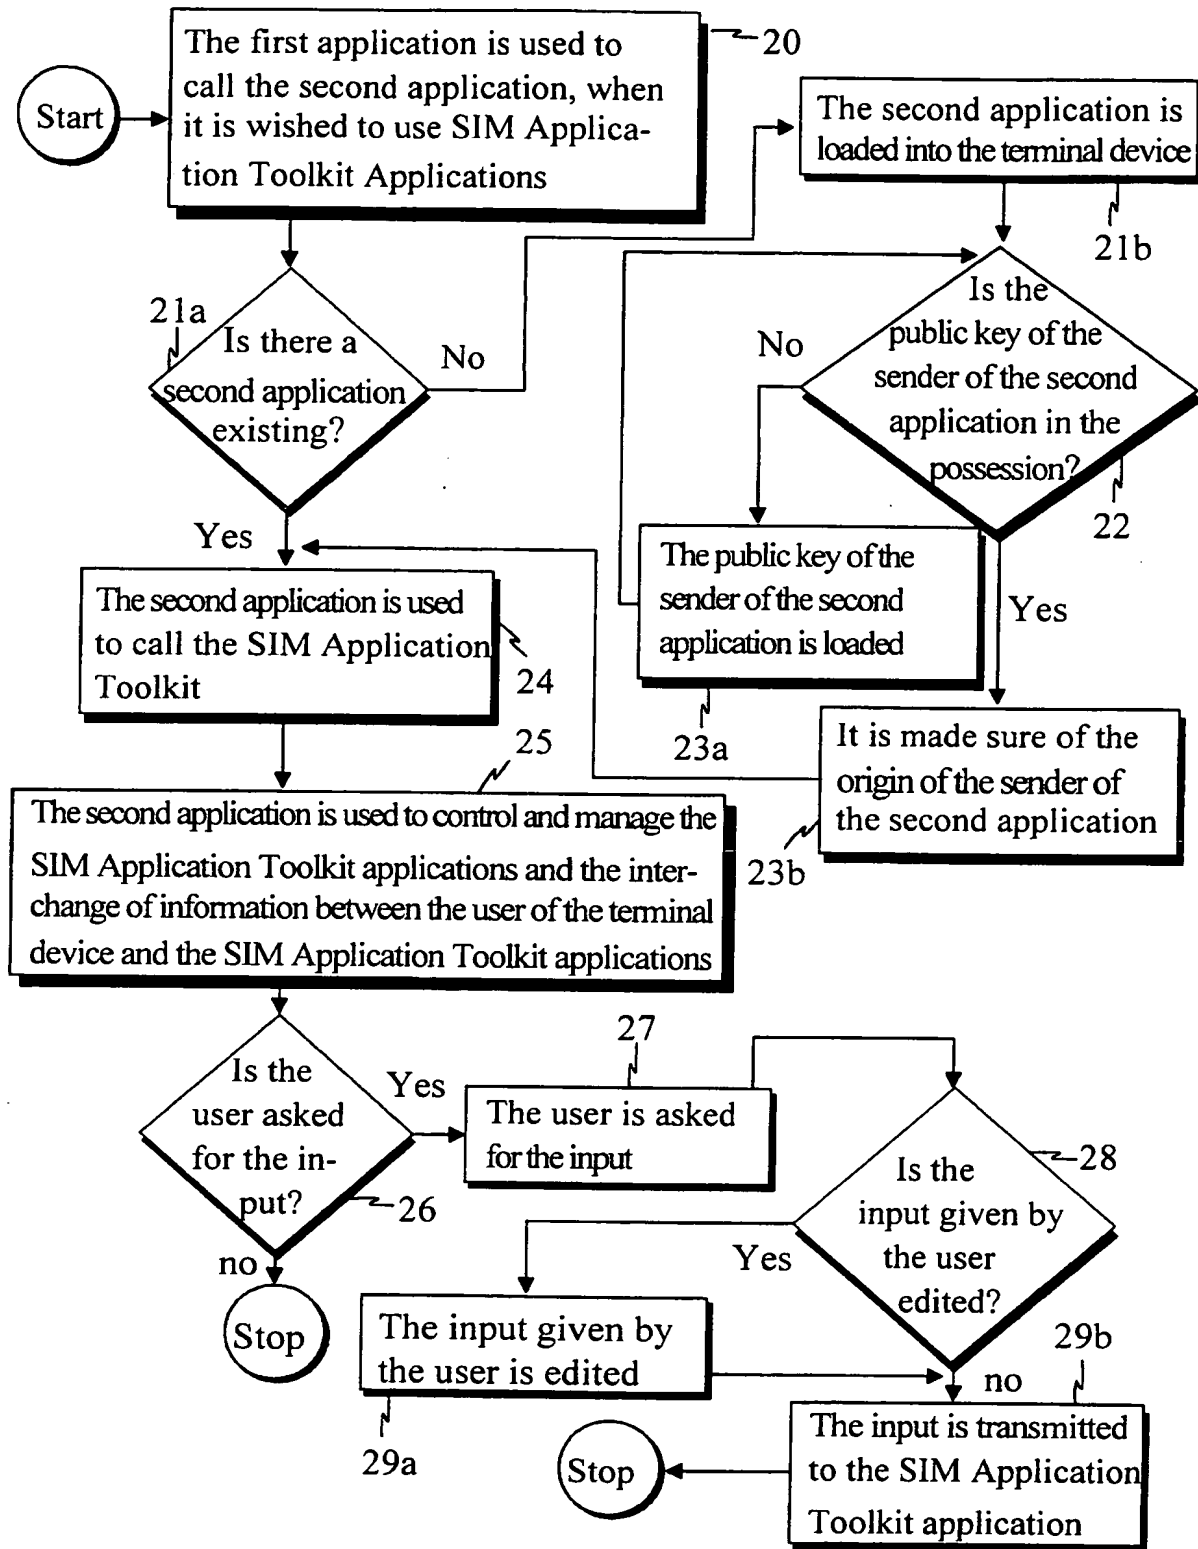 The first application is used to
call the second application, when
it is wished to use SIM Applica-
tion Toolkit Applications
20
Start
The second application is
loaded into the terminal device
21b
21a
Is there a
second application
existing?
No
Yes
Is the
public key of the
sender of the second
application in the
possession?
No
22
Yes
The public key of the
sender of the second
application is loaded
23a
It is made sure of the
origin of the sender of
the second application
23b
The second application is used
to call the SIM Application
Toolkit
24
25
The second application is used to control and manage the
SIM Application Toolkit applications and the inter-
change of information between the user of the terminal
device and the SIM Application Toolkit applications
Is the
user asked
for the in-
put?
Yes
26
no
Stop
27
The user is asked
for the input
28
Is the
input given by
the user
edited?
Yes
no
The input given by
the user is edited
29a
29b
The input is transmitted
to the SIM Application
Toolkit application
Stop